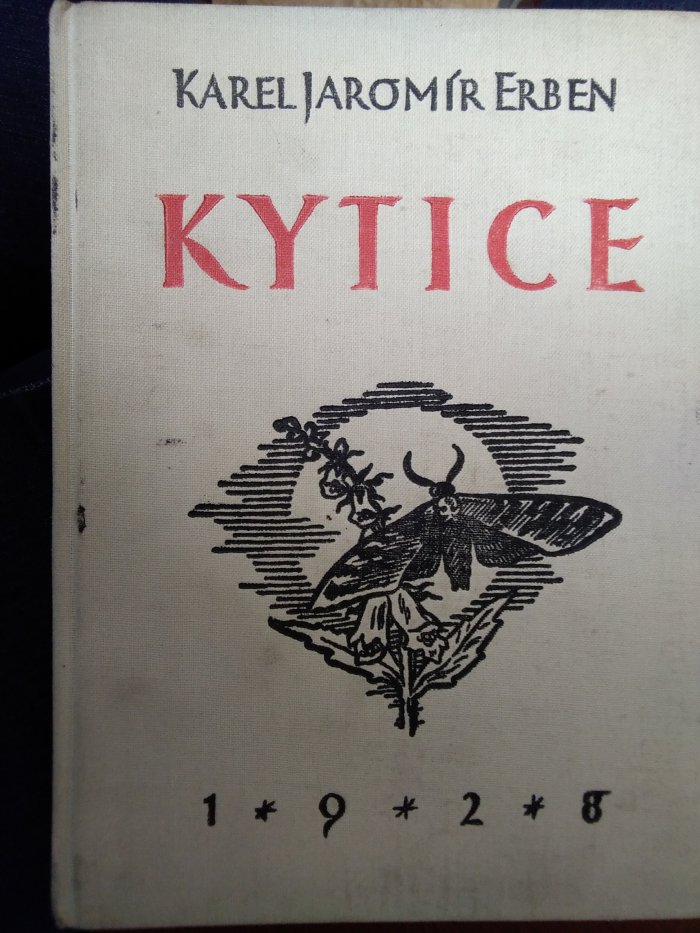 KAREL JAROMÍR ERBEN
KYTICE
1 * 9 * 2 * 8